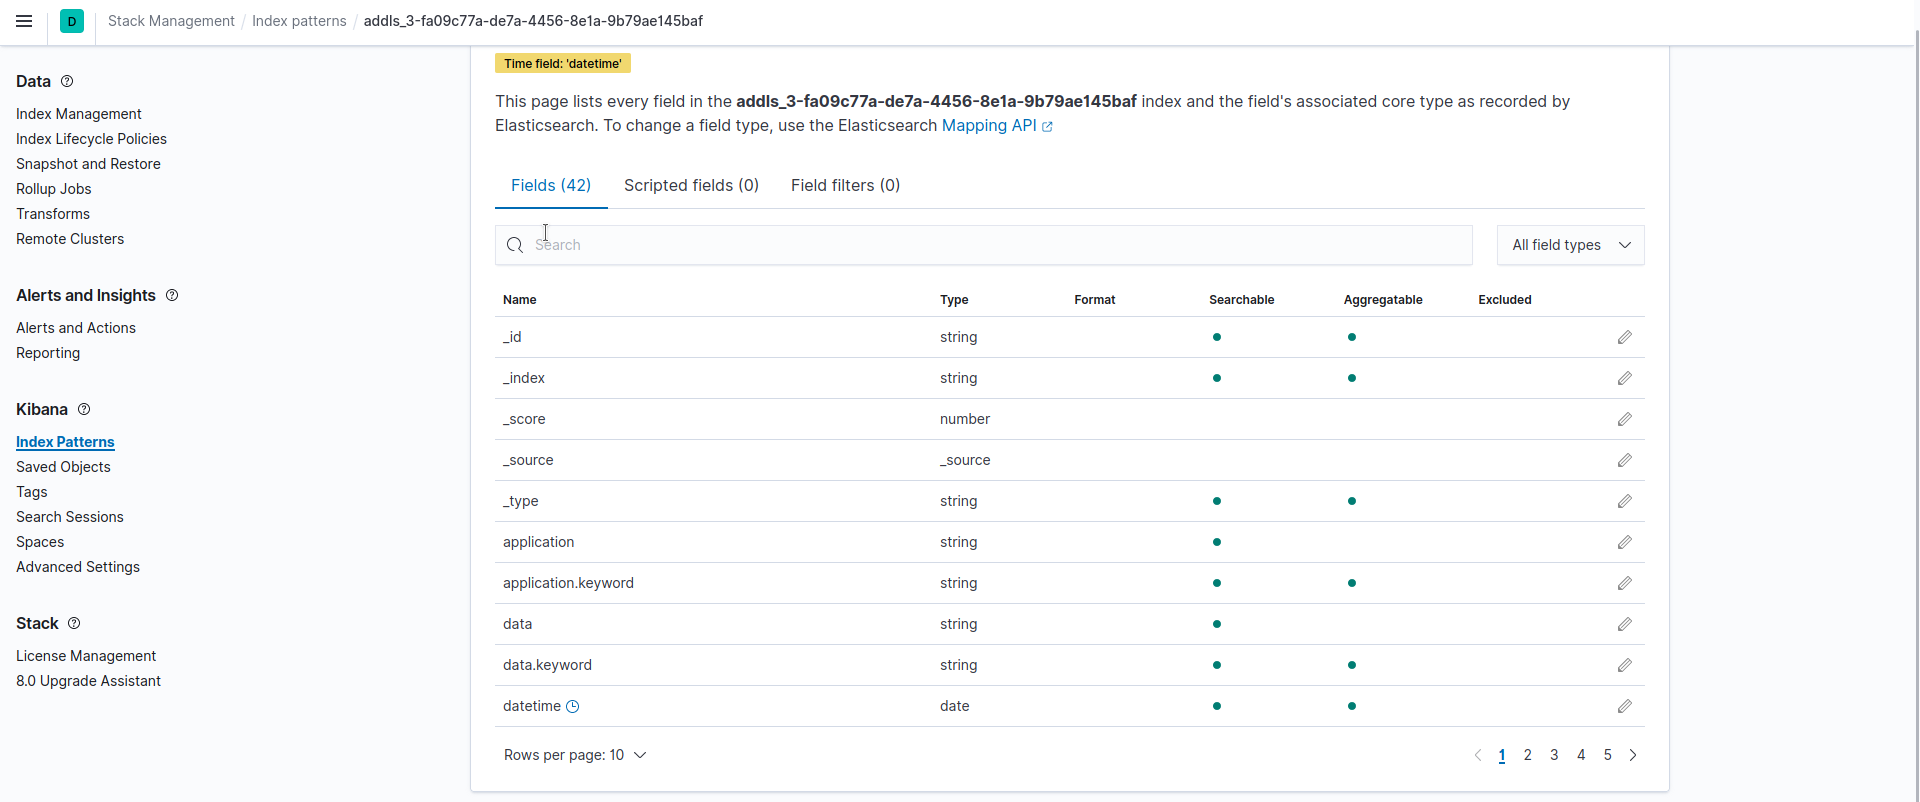 D Stack Management / Index patterns / addls_3-fa09c77a-de7a-4456-8e1a-9b79ae145baf
Data
Index Management
Index Lifecycle Policies
Snapshot and Restore
Rollup Jobs
Transforms
Remote Clusters
Alerts and Insights
Alerts and Actions
Reporting
Kibana
Index Patterns
Saved Objects
Tags
Search Sessions
Spaces
Advanced Settings
Stack
License Management
8.0 Upgrade Assistant
Time field: 'datetime'
This page lists every field in the addls_3-fa09c77a-de7a-4456-8e1a-9b79ae145baf index and the field's associated core type as recorded by
Elasticsearch. To change a field type, use the Elasticsearch Mapping API
Fields (42) Scripted fields (0) Field filters (0)
Search All field types
Name Type Format Searchable Aggregatable Excluded
_id string
_index string
_score number
_source _source
_type string
application string
application.keyword string
data string
data.keyword string
datetime date
Rows per page: 10 1 2 3 4 5